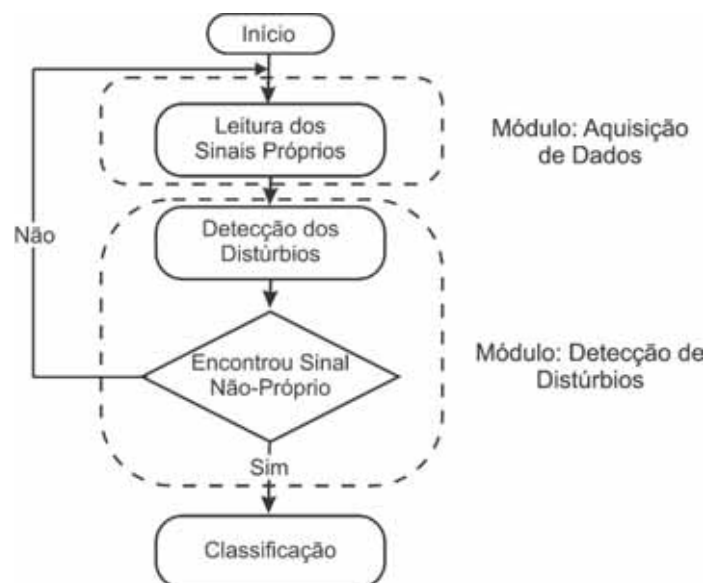 Início
Leitura dos
Sinais Próprios
Módulo: Aquisição
de Dados
Detecção dos
Distúrbios
Não
Encontrou Sinal
Não-Próprio
Módulo: Detecção de
Distúrbios
Sim
Classificação